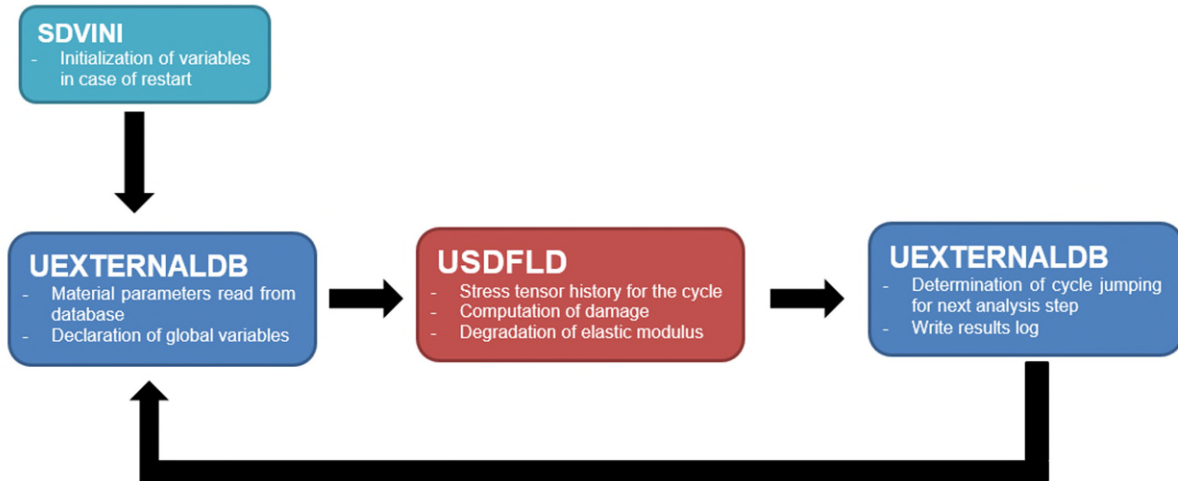 SDVINI
- Initialization of variables
in case of restart
UEXTERNALDB
- Material parameters read from
database
- Declaration of global variables
USDFLD
- Stress tensor history for the cycle
- Computation of damage
- Degradation of elastic modulus
UEXTERNALDB
- Determination of cycle jumping
for next analysis step
- Write results log